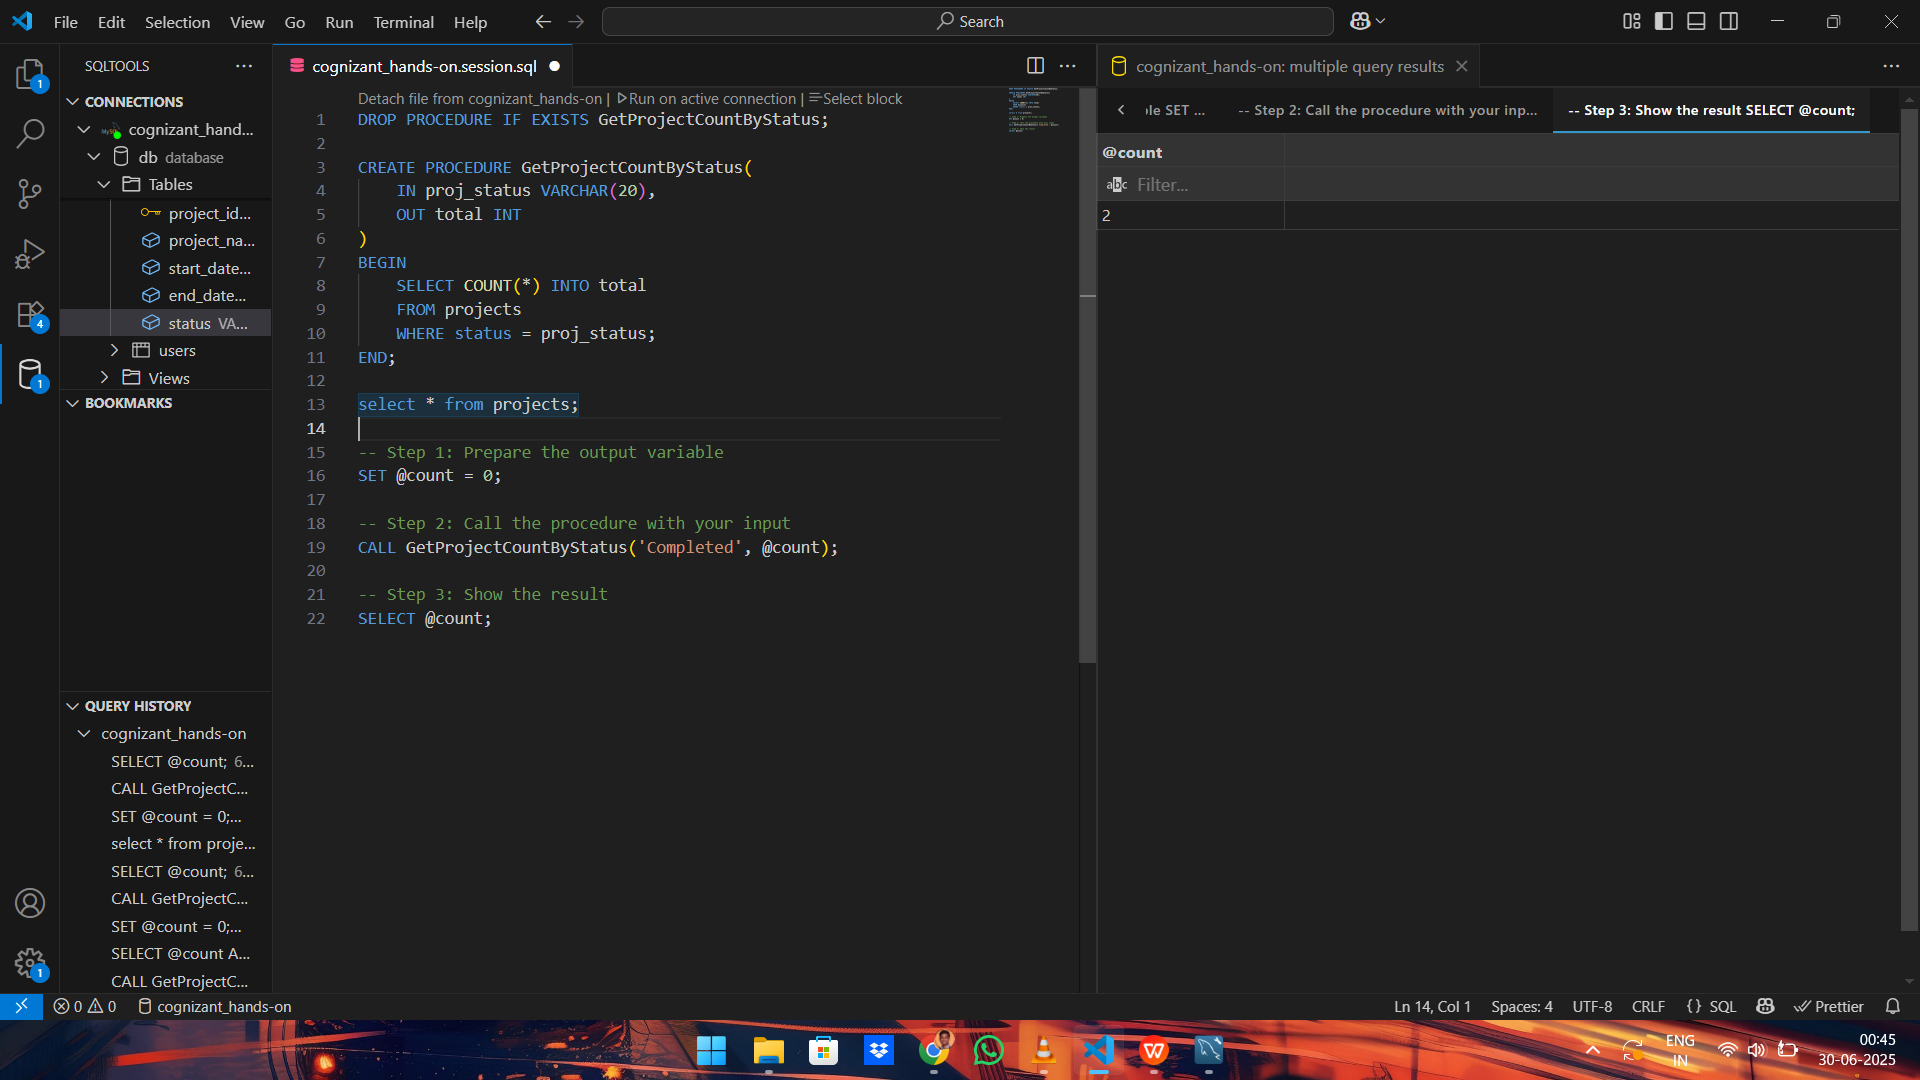 File Edit Selection View Go Run Terminal Help
Search
SQLTOOLS
CONNECTIONS
cognizant_hand...
db database
Tables
project_id...
project_na...
start_date...
end_date...
status VA...
users
Views
BOOKMARKS
QUERY HISTORY
cognizant_hands-on
SELECT @count; 6...
CALL GetProjectC...
SET @count = 0;...
select * from proje...
SELECT @count; 6...
CALL GetProjectC...
SET @count = 0;...
SELECT @count A...
CALL GetProjectC...
cognizant_hands-on.session.sql
Detach file from cognizant_hands-on | Run on active connection | Select block
1 DROP PROCEDURE IF EXISTS GetProjectCountByStatus;
2
3 CREATE PROCEDURE GetProjectCountByStatus(
4 IN proj_status VARCHAR(20),
5 OUT total INT
6 )
7 BEGIN
8 SELECT COUNT(*) INTO total
9 FROM projects
10 WHERE status = proj_status;
11 END;
12
13 select * from projects;
14
15 -- Step 1: Prepare the output variable
16 SET @count = 0;
17
18 -- Step 2: Call the procedure with your input
19 CALL GetProjectCountByStatus('Completed', @count);
20
21 -- Step 3: Show the result
22 SELECT @count;
cognizant_hands-on: multiple query results
le SET ... -- Step 2: Call the procedure with your inp... -- Step 3: Show the result SELECT @count;
@count
abc Filter...
2
0 0 cognizant_hands-on
Ln 14, Col 1 Spaces: 4 UTF-8 CRLF {} SQL Prettier
ENG
IN
00:45
30-06-2025